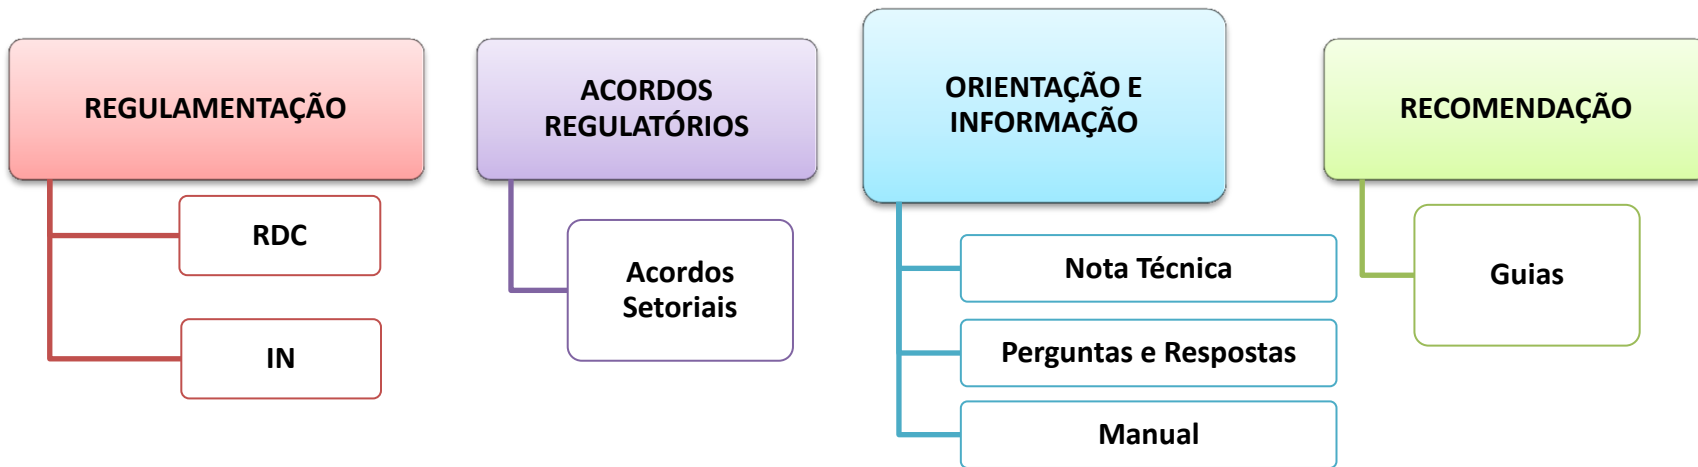 REGULAMENTAÇÃO
RDC
IN
ACORDOS
REGULATÓRIOS
Acordos
Setoriais
ORIENTAÇÃO E
INFORMAÇÃO
Nota Técnica
Perguntas e Respostas
Manual
RECOMENDAÇÃO
Guias